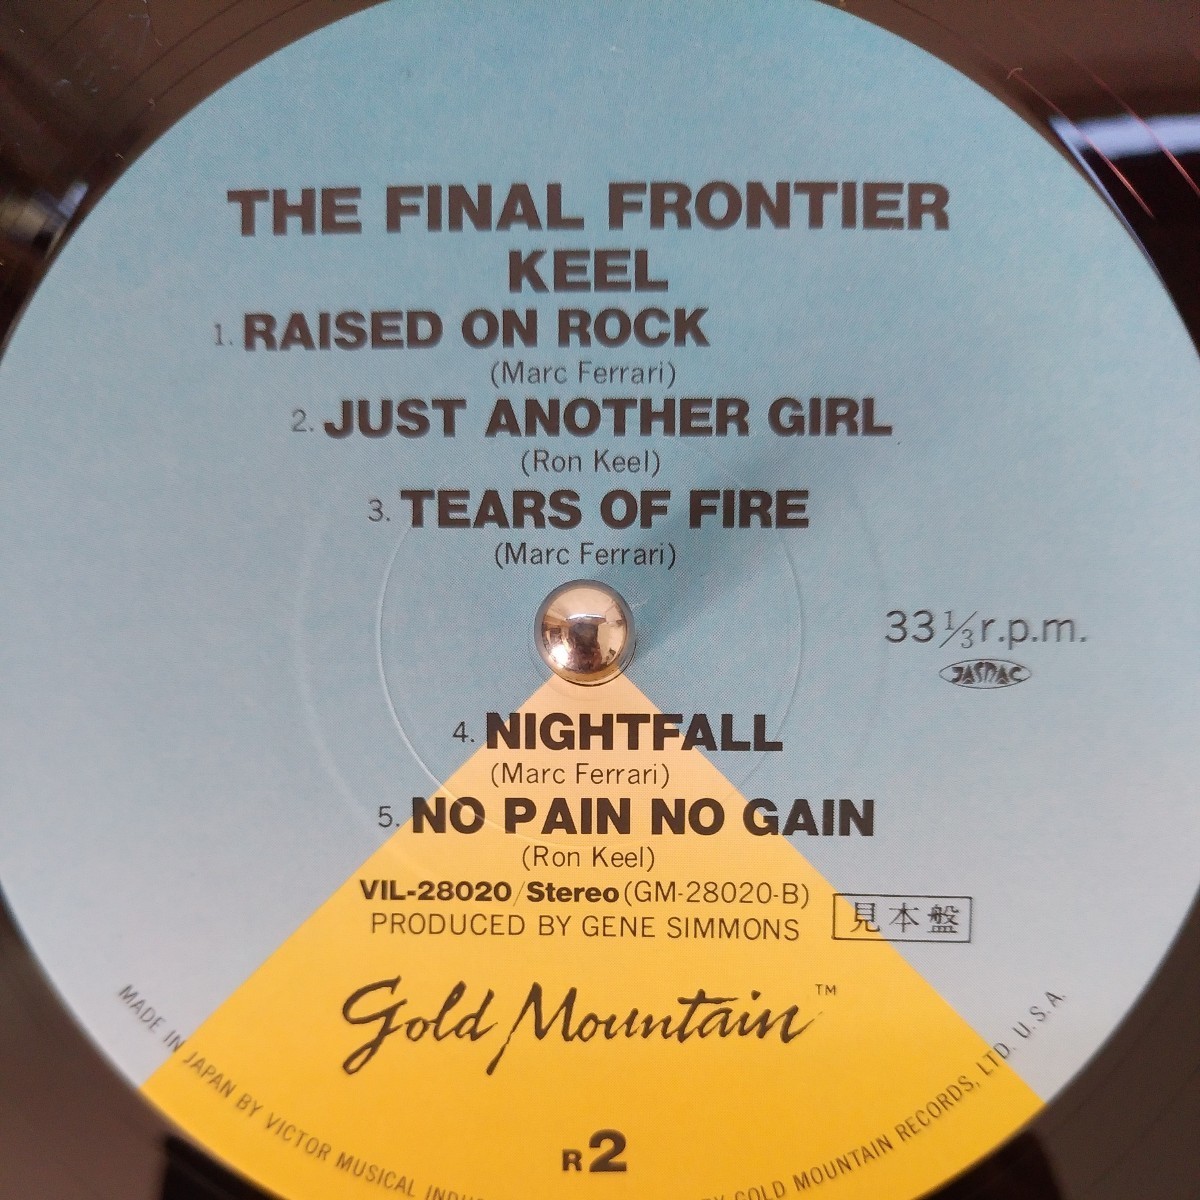 THE FINAL FRONTIER
KEEL
1. RAISED ON ROCK
(Marc Ferrari)
2. JUST ANOTHER GIRL
(Ron Keel)
3. TEARS OF FIRE
(Marc Ferrari)
33 1/3 r.p.m.
JASRAC
4. NIGHTFALL
(Marc Ferrari)
5. NO PAIN NO GAIN
(Ron Keel)
VIL-28020/Stereo (GM-28020-B)
PRODUCED BY GENE SIMMONS
見本盤
Gold Mountain™
MADE IN JAPAN BY VICTOR MUSICAL
GOLD MOUNTAIN RECORDS, LTD. U.S.A.
R2